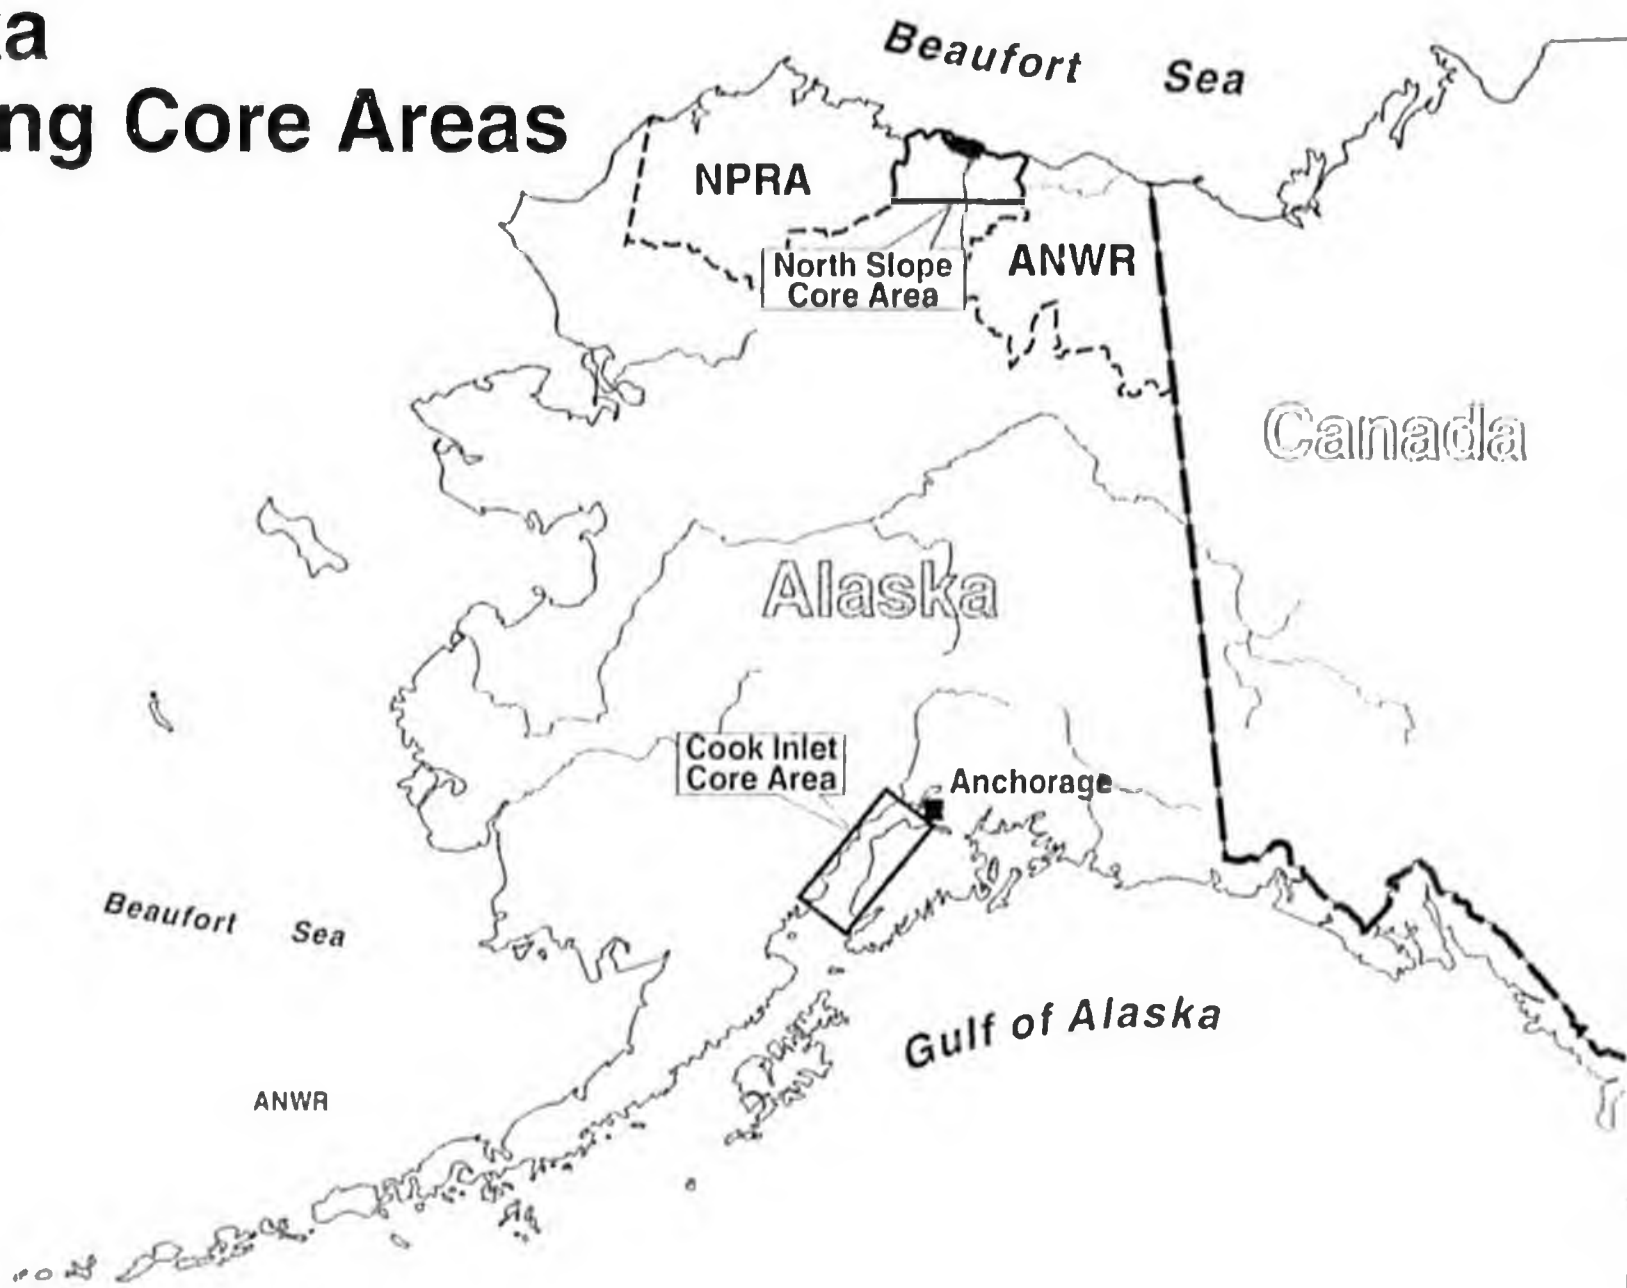 ka
ng Core Areas
Beaufort Sea
NPRA
North Slope
Core Area
ANWR
Canada
Alaska
Cook Inlet
Core Area
Anchorage
Beaufort Sea
Gulf of Alaska
ANWR